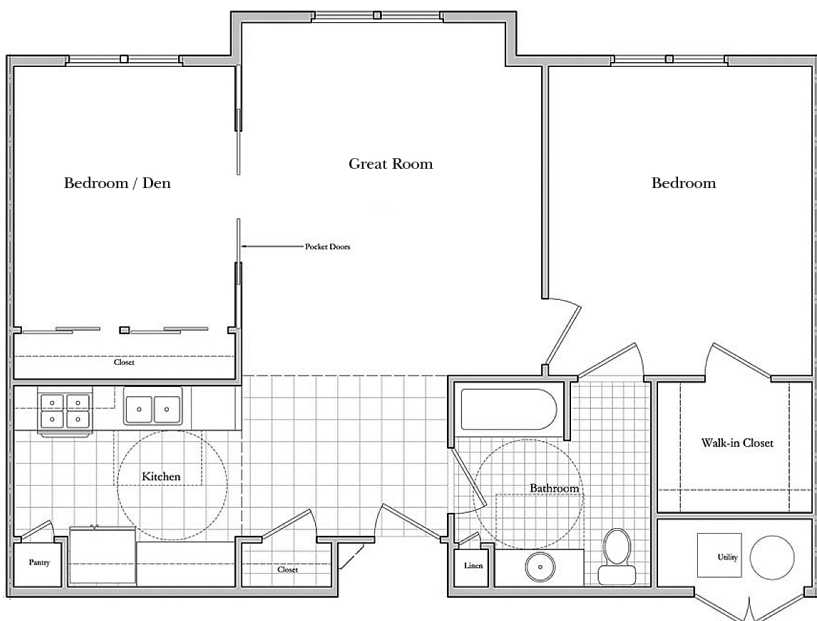 Great Room
Bedroom / Den
Bedroom
Pocket Doors
Closet
Walk-in Closet
Kitchen
Bathroom
Utility
Pantry
Linen
Closet